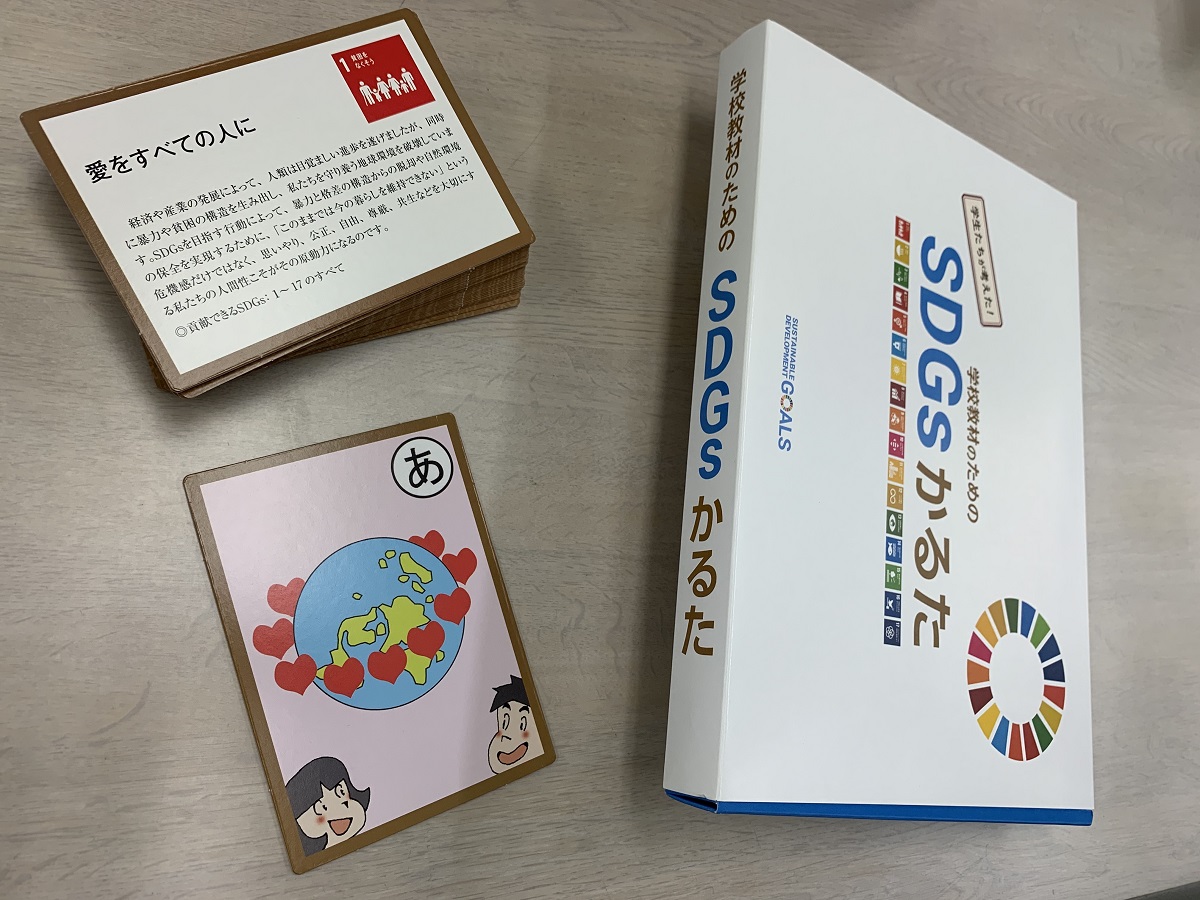 1 貧困を
なくそう
愛をすべての人に
経済や産業の発展によって、人類は目覚ましい進歩を遂げましたが、同時
に暴力や貧困の構造を生み出し、私たちを守り養う地球環境を破壊していま
す。SDGsを目指す行動によって、暴力と格差の構造からの脱却や自然環境
の保全を実現するために、「このままでは今の暮らしを維持できない」という
危機感だけではなく、思いやり、公正、自由、尊厳、共生などを大切にす
る私たちの人間性こそがその原動力になるのです。
◎貢献できるSDGs: 1～17のすべて
あ
学校教材のための SDGsかるた
学生たちが考えた!
学校教材のための
SDGsかるた
SUSTAINABLE
DEVELOPMENT GOALS